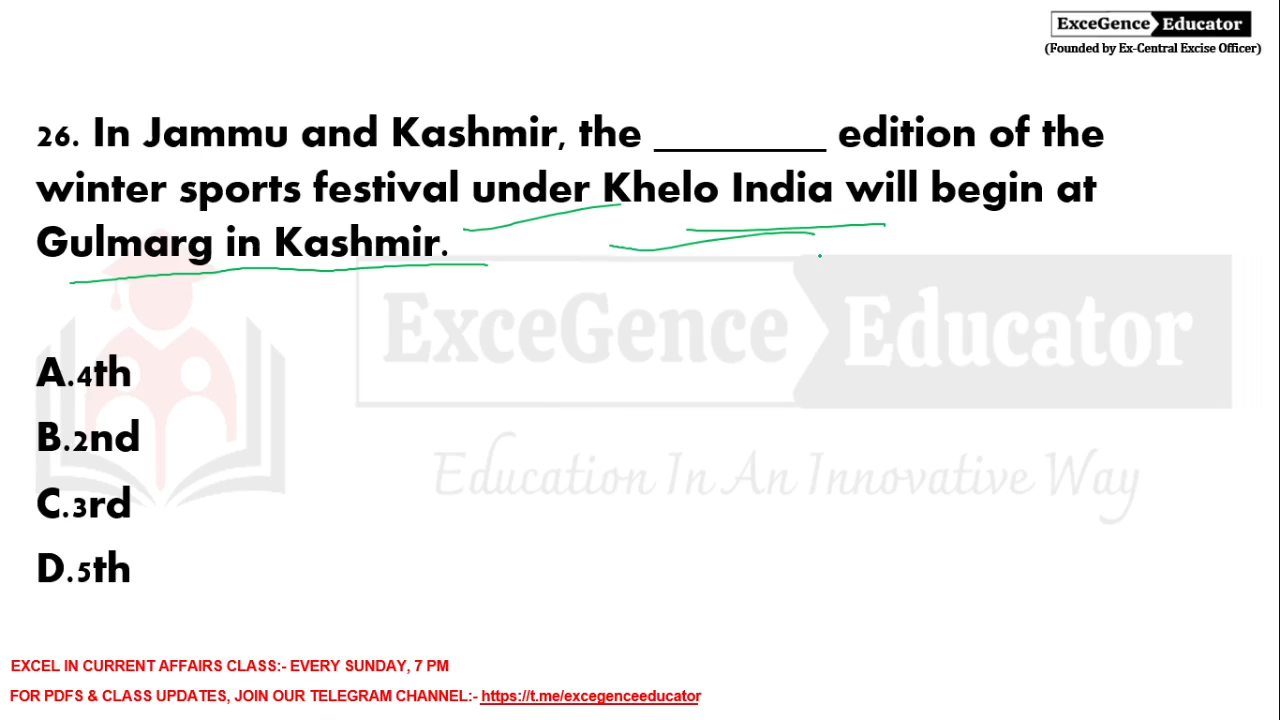 ExceGence Educator
(Founded by Ex-Central Excise Officer)
26. In Jammu and Kashmir, the _________ edition of the
winter sports festival under Khelo India will begin at
Gulmarg in Kashmir.
ExceGence Educator
A.4th
B.2nd
Education In An Innovative Way
C.3rd
D.5th
EXCEL IN CURRENT AFFAIRS CLASS:- EVERY SUNDAY, 7 PM
FOR PDFS & CLASS UPDATES, JOIN OUR TELEGRAM CHANNEL:- https://t.me/excegenceeducator